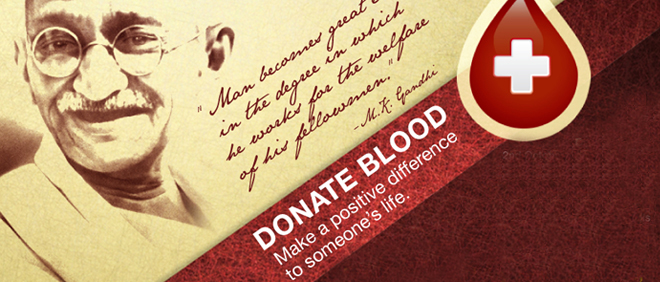 "Man becomes great
in the degree in which
he works for the welfare
of his fellowmen."
- M.K. Gandhi
DONATE BLOOD
Make a positive difference
to someone's life.